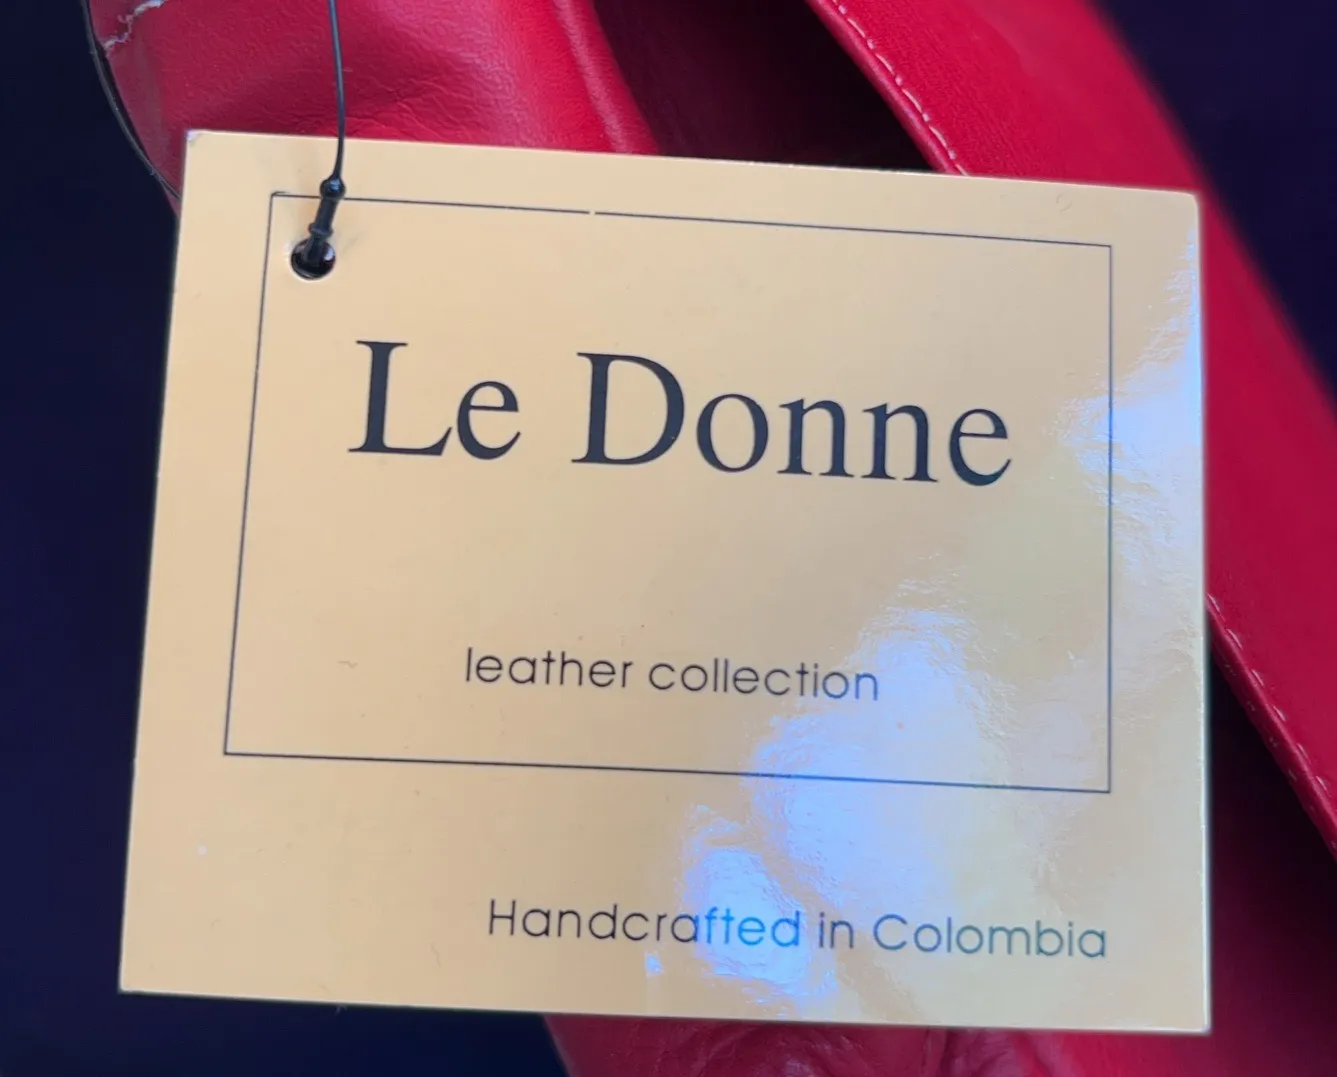 Le Donne
leather collection
Handcrafted in Colombia